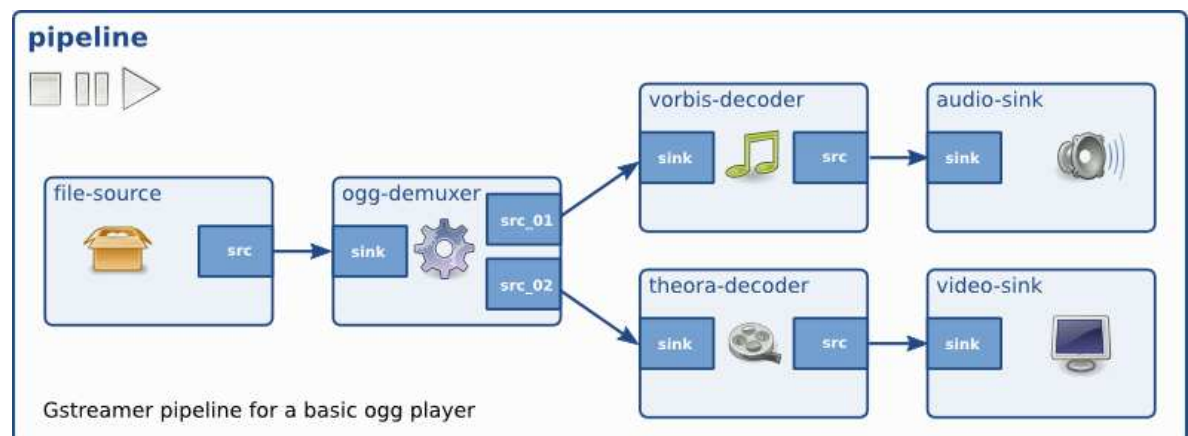 pipeline
file-source
src
ogg-demuxer
sink
src_01
src_02
vorbis-decoder
sink
src
audio-sink
sink
theora-decoder
sink
src
video-sink
sink
Gstreamer pipeline for a basic ogg player